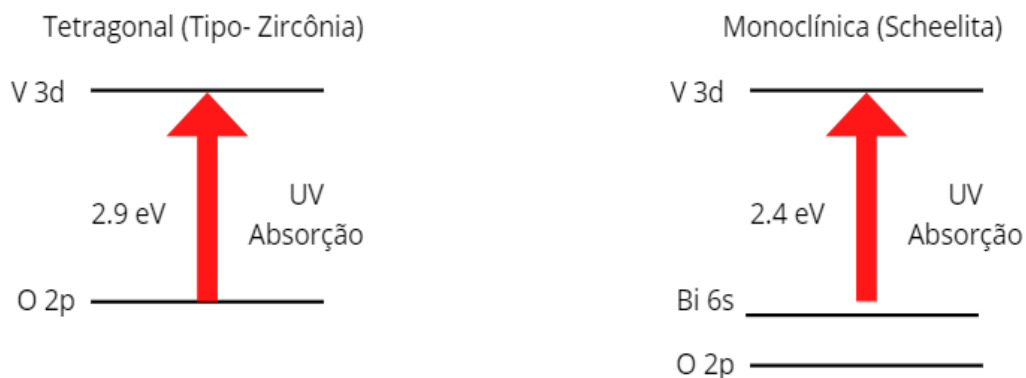 Tetragonal (Tipo- Zircônia)
V 3d
2.9 eV
UV
Absorção
O 2p
Monoclínica (Scheelita)
V 3d
2.4 eV
UV
Absorção
Bi 6s
O 2p